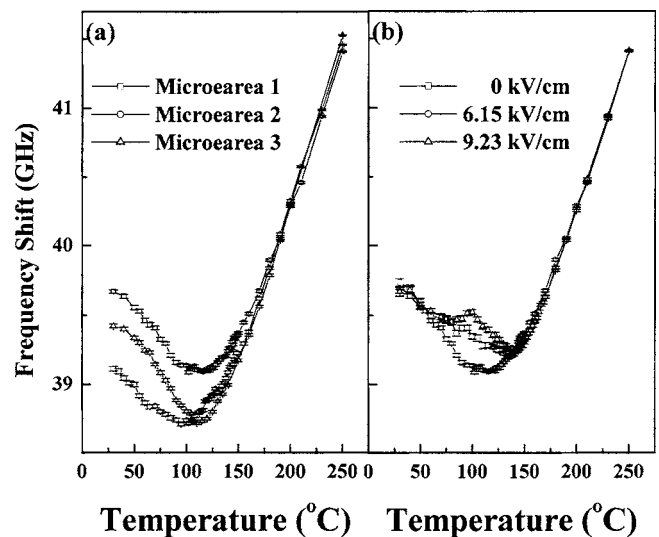 (a)
Microearea 1
Microearea 2
Microearea 3
(b)
0 kV/cm
6.15 kV/cm
9.23 kV/cm
Frequency Shift (GHz)
41
40
39
0 50 100 150 200 250
0 50 100 150 200 250
Temperature (°C)
Temperature (°C)